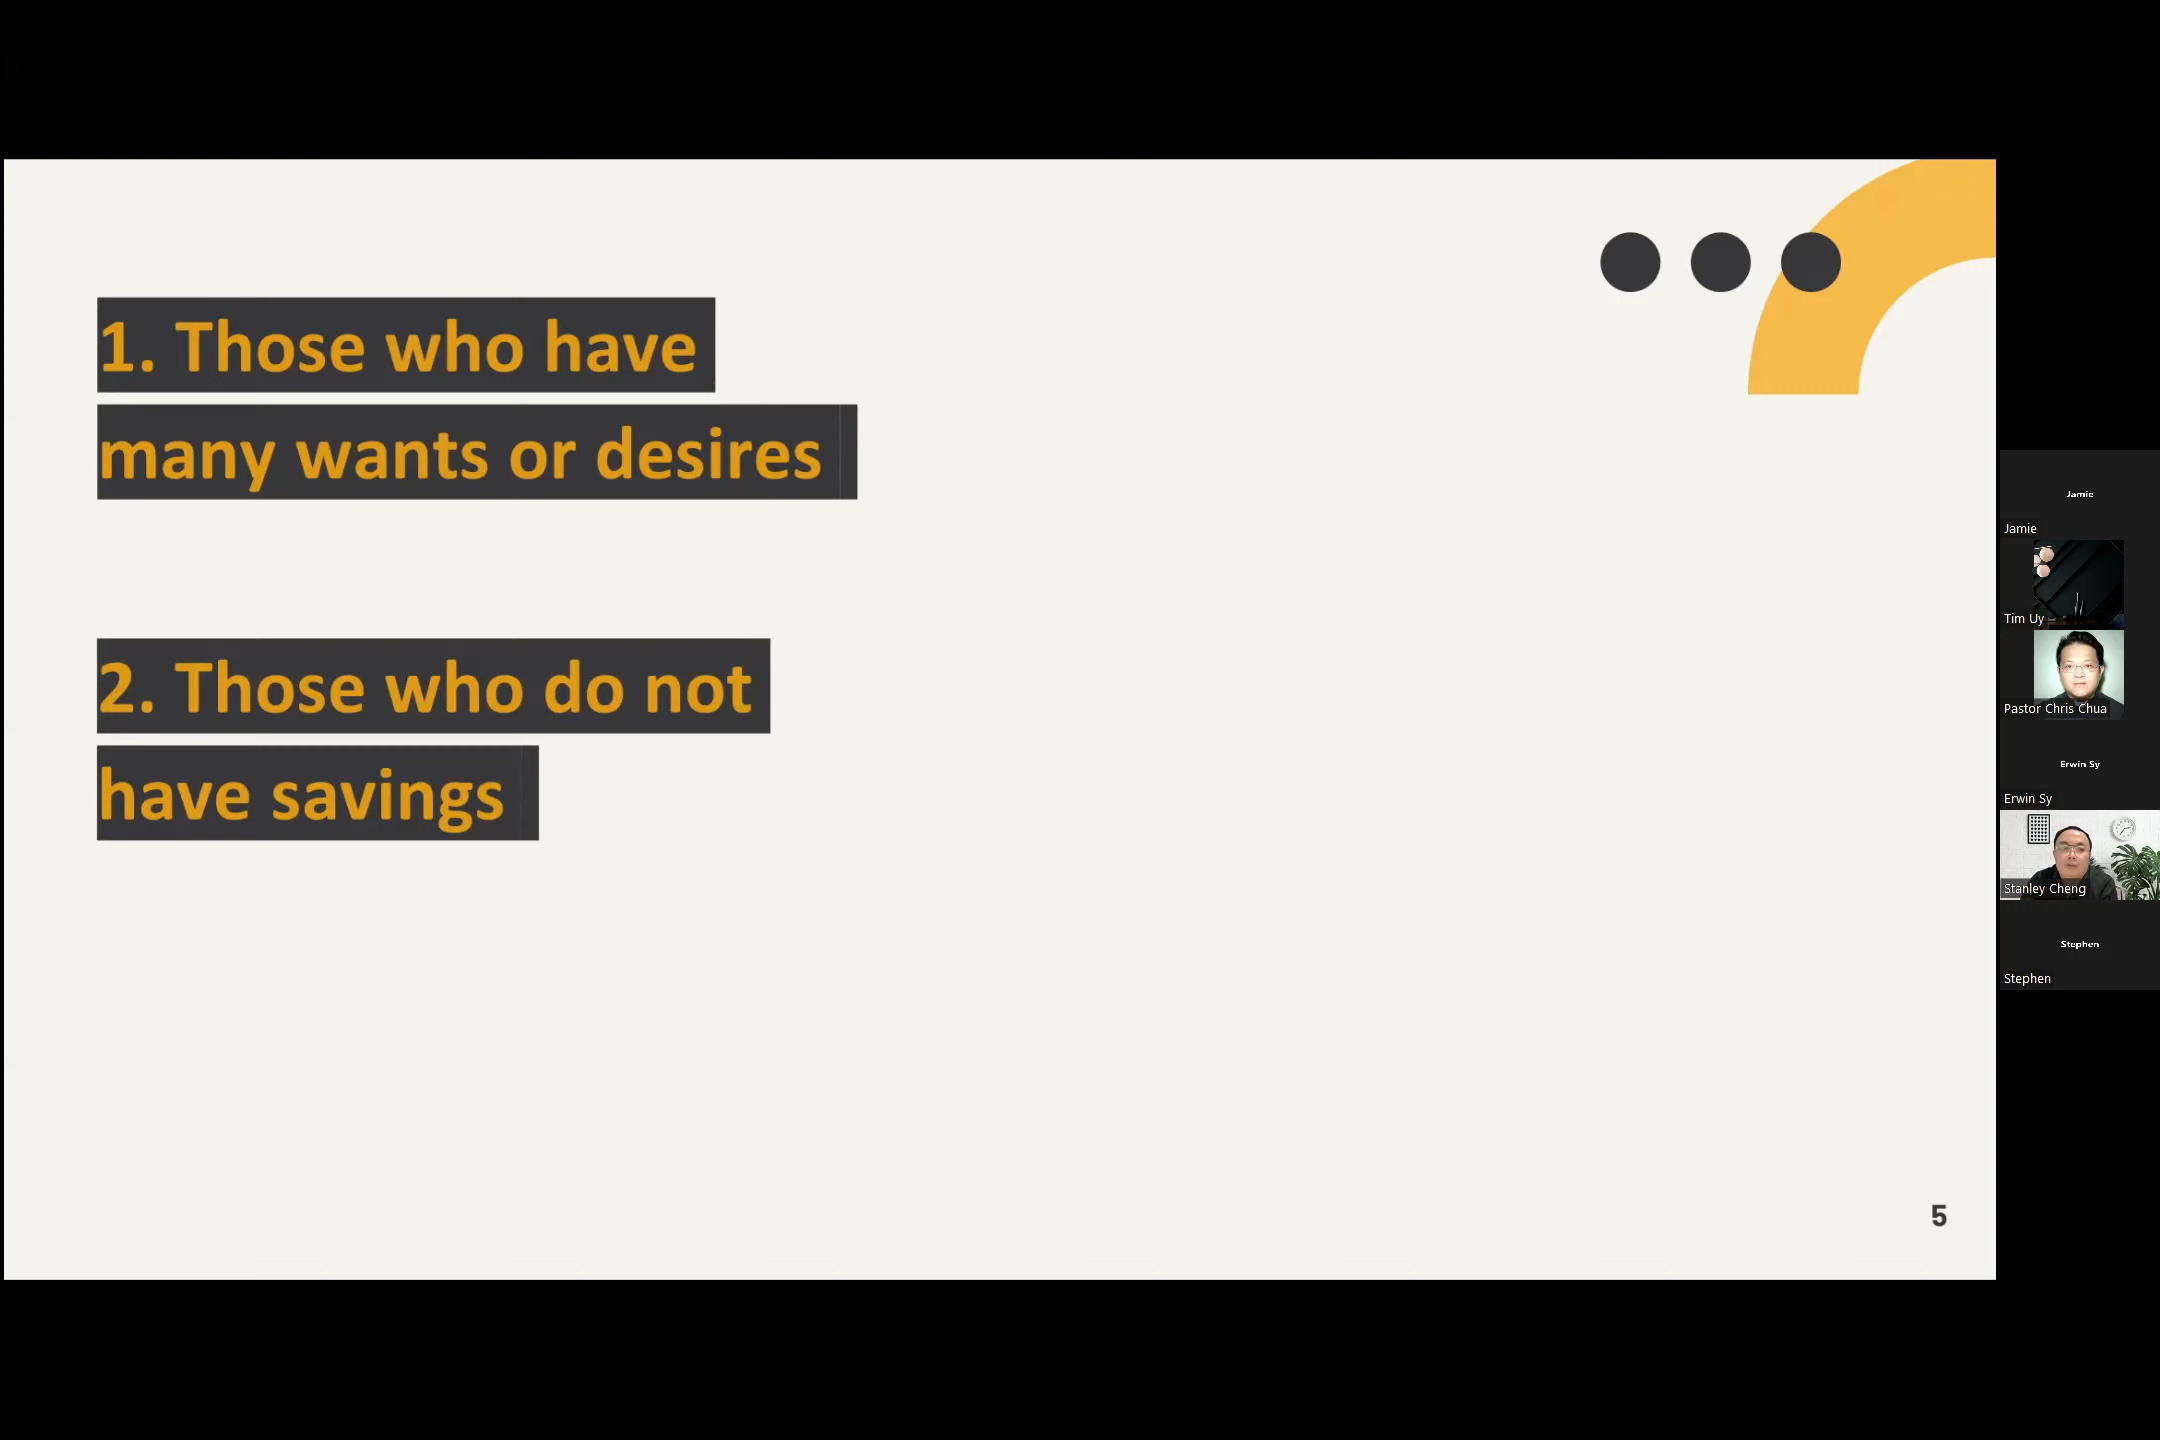 1. Those who have
many wants or desires
2. Those who do not
have savings
5
Jamie
Jamie
Tim Uy
Pastor Chris Chua
Erwin Sy
Erwin Sy
Stanley Cheng
Stephen
Stephen